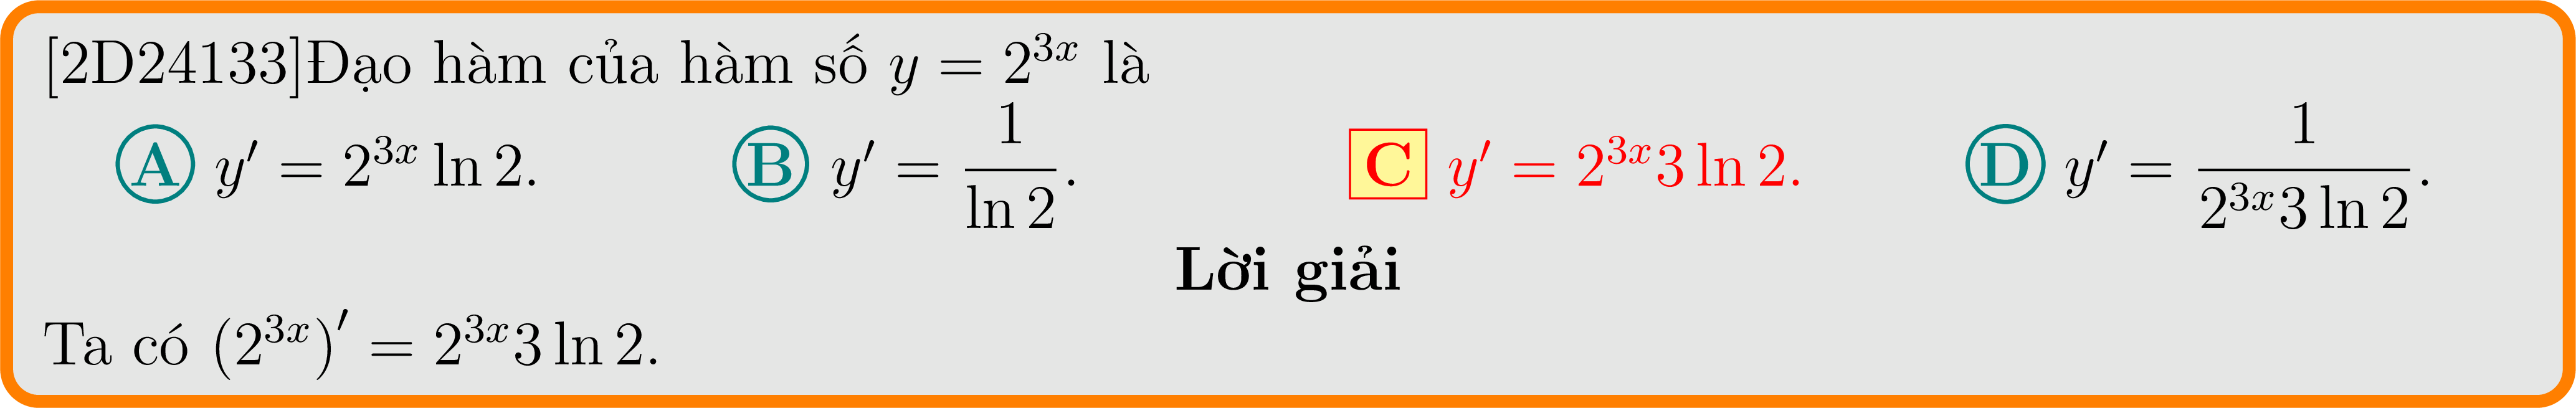 [2D24133]Đạo hàm của hàm số y = 2^{3x} là
A y′ = 2^{3x} ln 2. B y′ = \frac{1}{ln 2}. C y′ = 2^{3x}3 ln 2. D y′ = \frac{1}{2^{3x}3 ln 2}.
Lời giải
Ta có (2^{3x})′ = 2^{3x}3 ln 2.